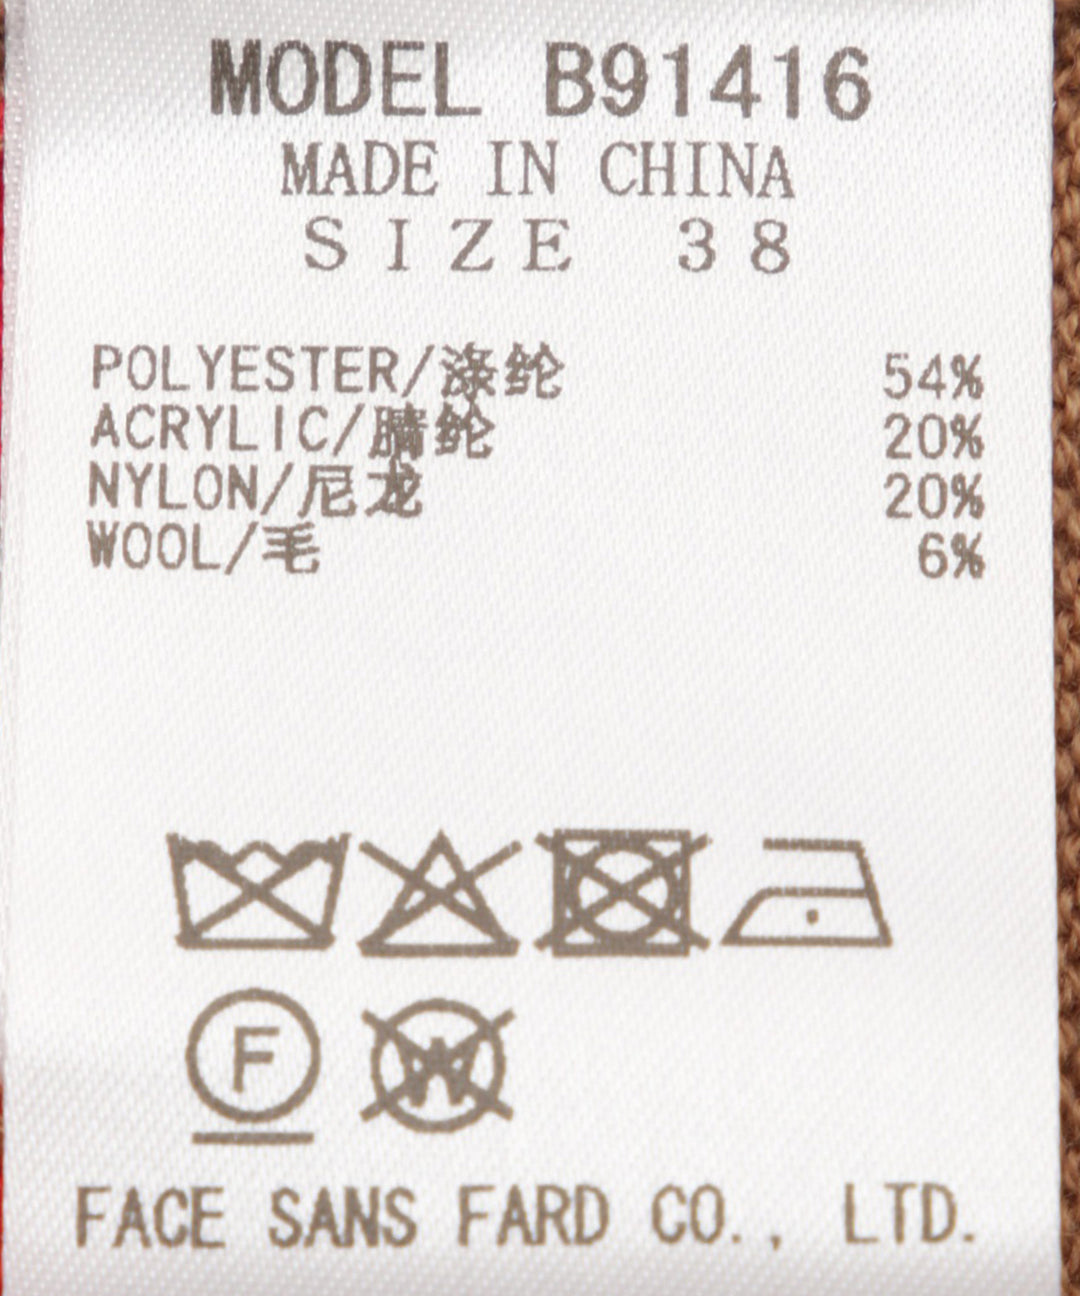 MODEL B91416
MADE IN CHINA
SIZE 38
POLYESTER/涤纶 54%
ACRYLIC/腈纶 20%
NYLON/尼龙 20%
WOOL/毛 6%
F W
FACE SANS FARD CO., LTD.